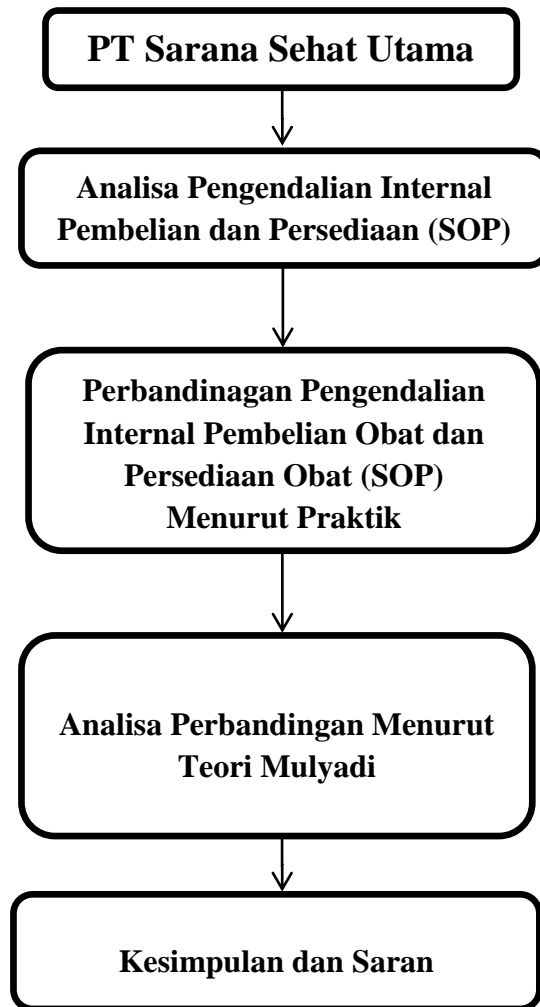 PT Sarana Sehat Utama
Analisa Pengendalian Internal
Pembelian dan Persediaan (SOP)
Perbandinagan Pengendalian
Internal Pembelian Obat dan
Persediaan Obat (SOP)
Menurut Praktik
Analisa Perbandingan Menurut
Teori Mulyadi
Kesimpulan dan Saran